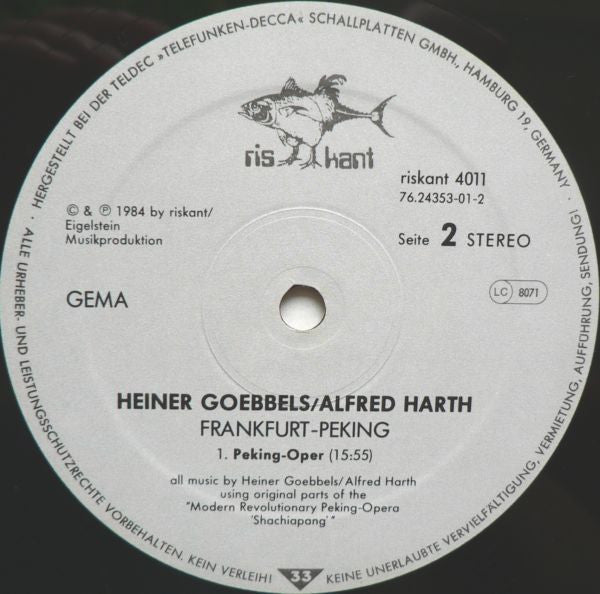 · HERGESTELLT BEI DER TELDEC »TELEFUNKEN-DECCA« SCHALLPLATTEN GMBH., HAMBURG 19, GERMANY ·
ris kant
riskant 4011
76.24353-01-2
© & Ⓟ 1984 by riskant/
Eigelstein
Musikproduktion
Seite 2 STEREO
GEMA
LC 8071
HEINER GOEBBELS/ALFRED HARTH
FRANKFURT-PEKING
1. Peking-Oper (15:55)
all music by Heiner Goebbels/Alfred Harth
using original parts of the
"Modern Revolutionary Peking-Opera
'Shachiapang'"
ALLE URHEBER- UND LEISTUNGSSCHUTZRECHTE VORBEHALTEN. KEIN VERLEIH! 33 KEINE UNERLAUBTE VERVIELFÄLTIGUNG, VERMIETUNG, AUFFÜHRUNG, SENDUNG!